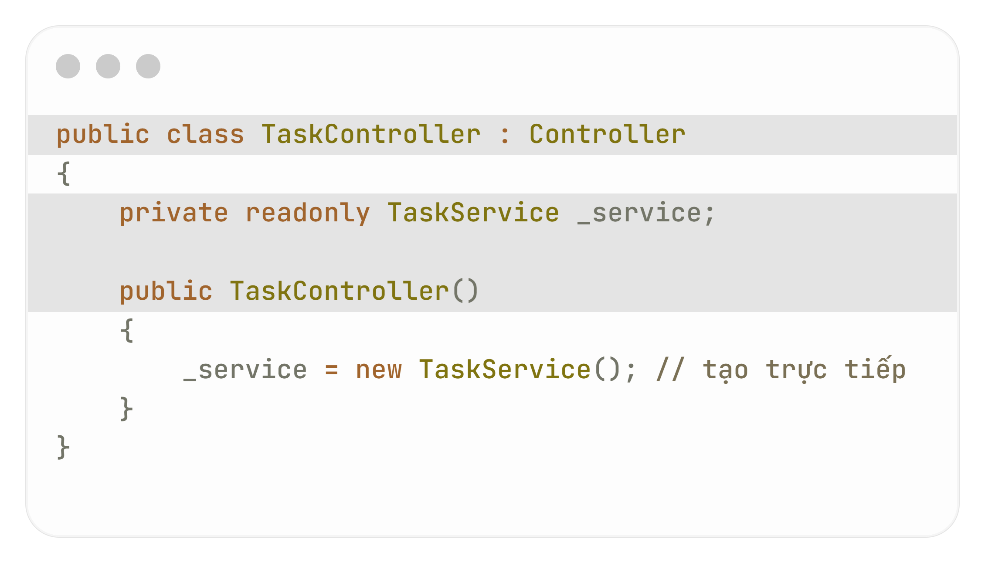 public class TaskController : Controller
{
    private readonly TaskService _service;

    public TaskController()
    {
        _service = new TaskService(); // tạo trực tiếp
    }
}